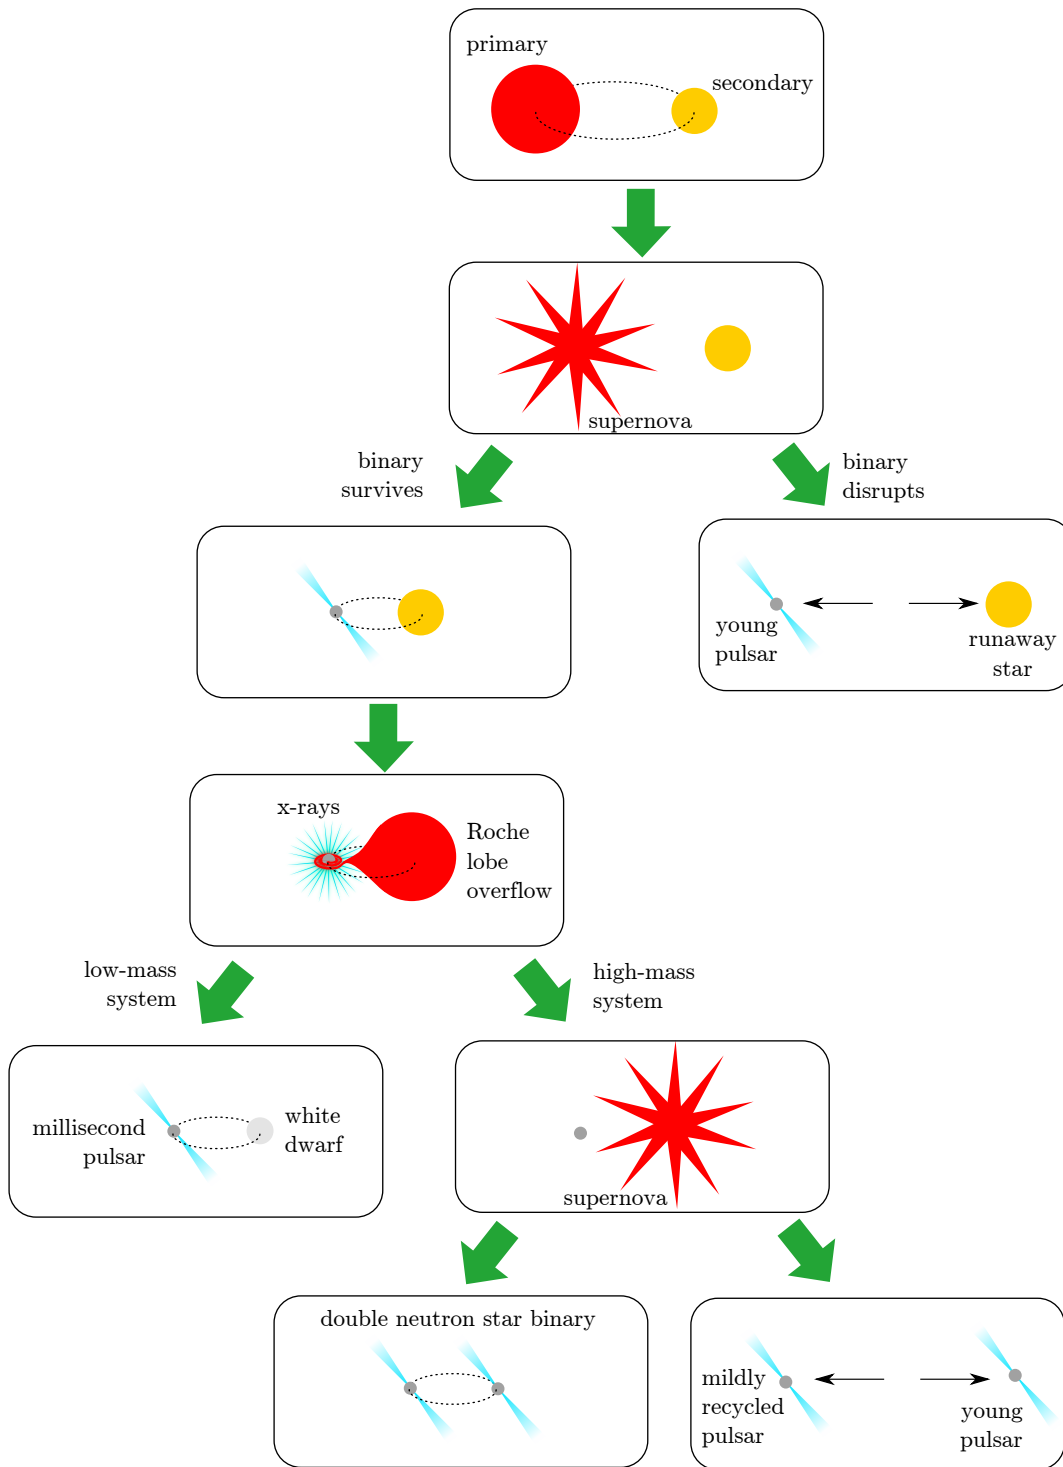 primary
secondary
supernova
binary
survives
binary
disrupts
young
pulsar
runaway
star
x-rays
Roche
lobe
overflow
low-mass
system
high-mass
system
millisecond
pulsar
white
dwarf
supernova
double neutron star binary
mildly
recycled
pulsar
young
pulsar